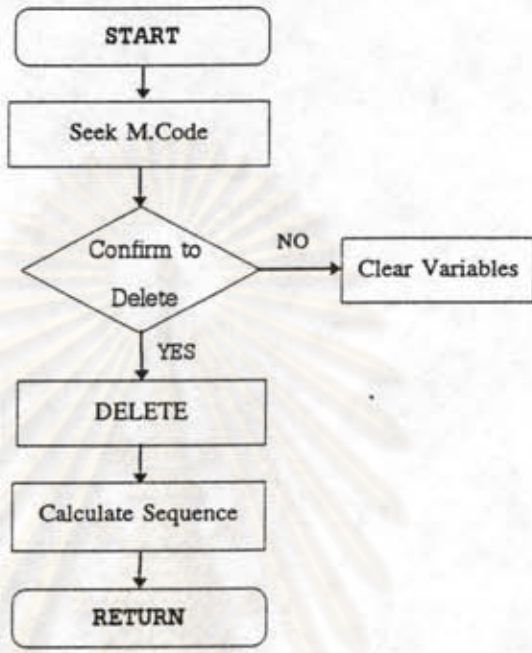 START
Seek M.Code
Confirm to
Delete
NO
Clear Variables
YES
DELETE
Calculate Sequence
RETURN